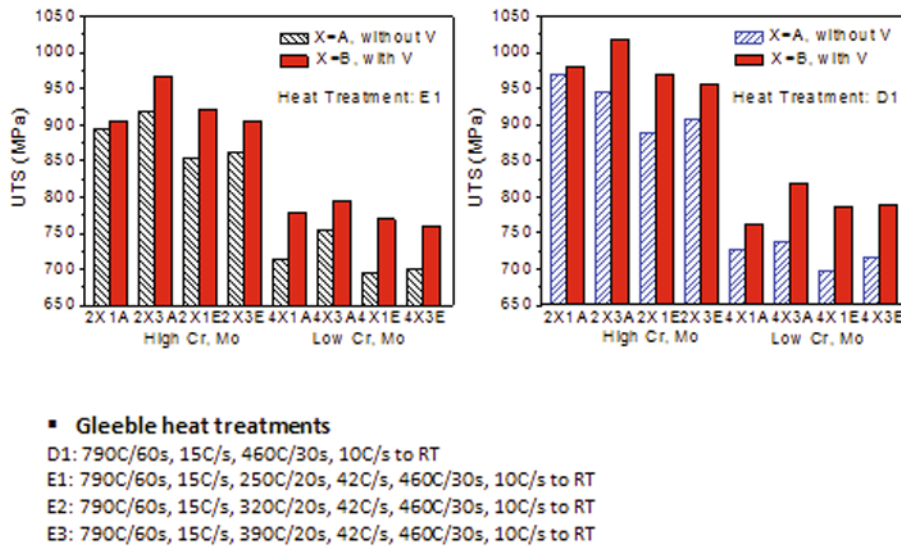 1050
1000
950
900
850
800
750
700
650
UTS (MPa)
X=A, without V
X=B, with V
Heat Treatment: E1
2X1A 2X3A 2X1E 2X3E 4X1A 4X3A 4X1E 4X3E
High Cr, Mo Low Cr, Mo
1050
1000
950
900
850
800
750
700
650
UTS (MPa)
X=A, without V
X=B, with V
Heat Treatment: D1
2X1A 2X3A 2X1E 2X3E 4X1A 4X3A 4X1E 4X3E
High Cr, Mo Low Cr, Mo
▪ Gleeble heat treatments
D1: 790C/60s, 15C/s, 460C/30s, 10C/s to RT
E1: 790C/60s, 15C/s, 250C/20s, 42C/s, 460C/30s, 10C/s to RT
E2: 790C/60s, 15C/s, 320C/20s, 42C/s, 460C/30s, 10C/s to RT
E3: 790C/60s, 15C/s, 390C/20s, 42C/s, 460C/30s, 10C/s to RT